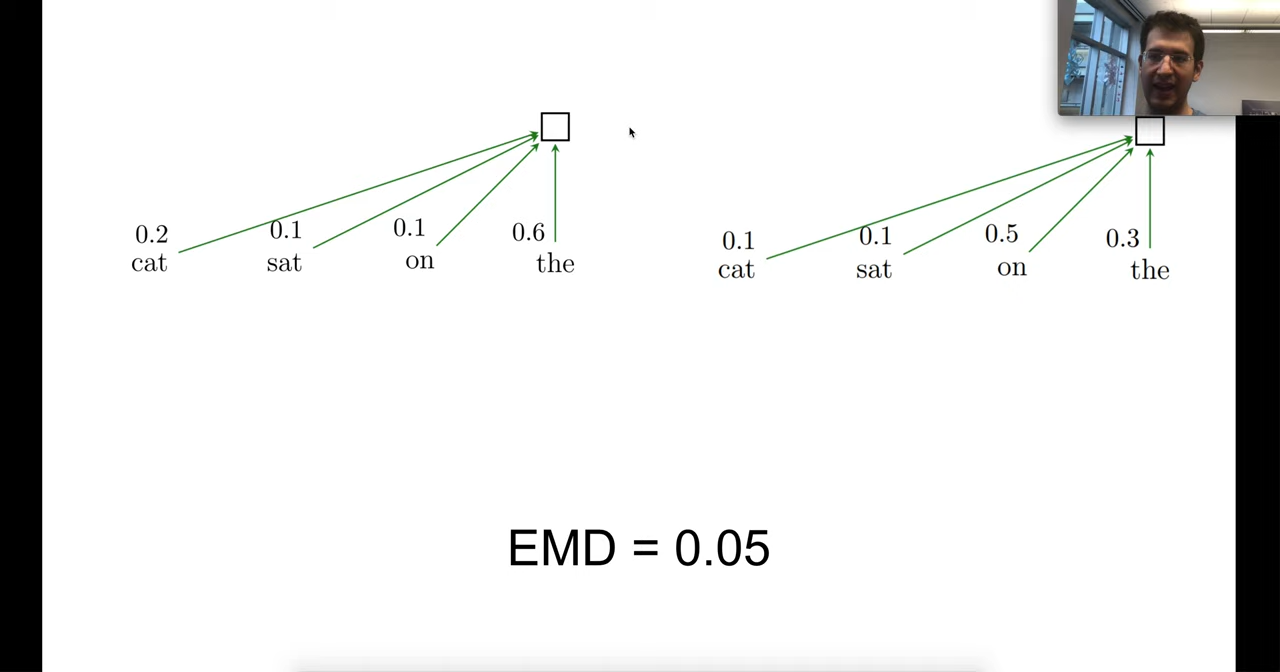 0.2 0.1 0.1 0.6
cat sat on the
0.1 0.1 0.5 0.3
cat sat on the
EMD = 0.05